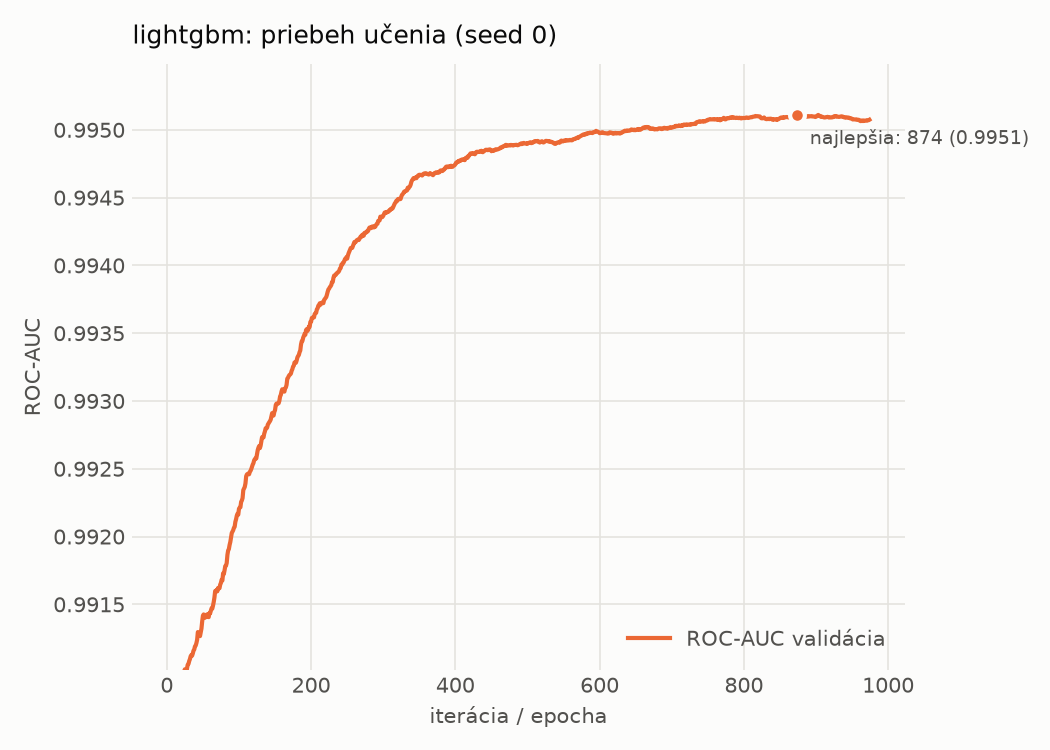 lightgbm: priebeh učenia (seed 0)
ROC-AUC
0.9950
0.9945
0.9940
0.9935
0.9930
0.9925
0.9920
0.9915
najlepšia: 874 (0.9951)
ROC-AUC validácia
0 200 400 600 800 1000
iterácia / epocha